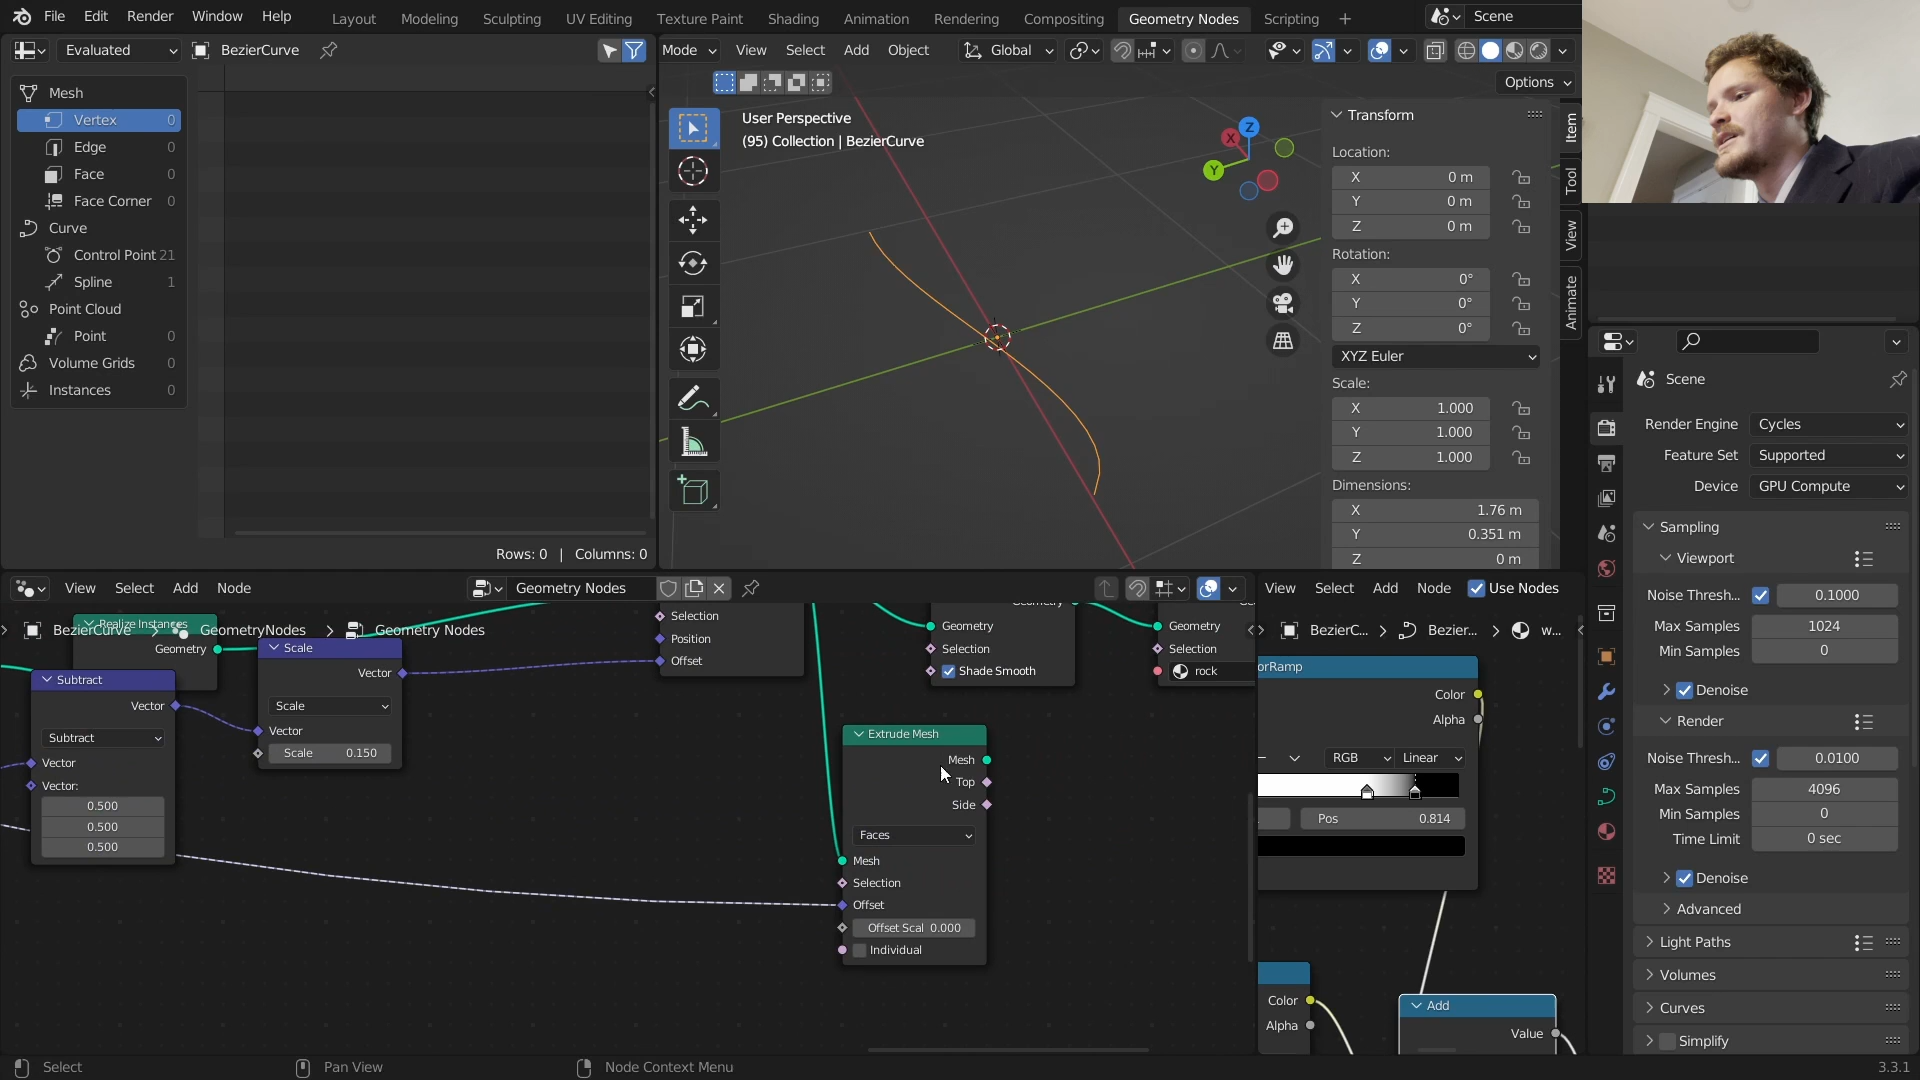 File Edit Render Window Help Layout Modeling Sculpting UV Editing Texture Paint Shading Animation Rendering Compositing Geometry Nodes Scripting + Scene
Evaluated BezierCurve
Mode View Select Add Object Global
Options
Mesh
Vertex 0
Edge 0
Face 0
Face Corner 0
Curve
Control Point 21
Spline 1
Point Cloud
Point 0
Volume Grids 0
Instances 0
Rows: 0 | Columns: 0
User Perspective
(95) Collection | BezierCurve
X
Y
Z
Transform
Location:
X 0 m
Y 0 m
Z 0 m
Rotation:
X 0°
Y 0°
Z 0°
XYZ Euler
Scale:
X 1.000
Y 1.000
Z 1.000
Dimensions:
X 1.76 m
Y 0.351 m
Z 0 m
Item
Tool
View
Animate
View Select Add Node Geometry Nodes
BezierCurve > GeometryNodes > Geometry Nodes
Realize Instances
Geometry
Subtract
Vector
Subtract
Vector
Vector:
0.500
0.500
0.500
Scale
Vector
Scale
Vector
Scale 0.150
Selection
Position
Offset
Geometry
Geometry
Selection
Shade Smooth
Geometry
Selection
rock
Extrude Mesh
Mesh
Top
Side
Faces
Mesh
Selection
Offset
Offset Scal 0.000
Individual
View Select Add Node Use Nodes
BezierC... > Bezier... > w...
orRamp
Color
Alpha
RGB Linear
Pos 0.814
Color
Alpha
Add
Value
Scene
Render Engine Cycles
Feature Set Supported
Device GPU Compute
Sampling
Viewport
Noise Thresh... 0.1000
Max Samples 1024
Min Samples 0
Denoise
Render
Noise Thresh... 0.0100
Max Samples 4096
Min Samples 0
Time Limit 0 sec
Denoise
Advanced
Light Paths
Volumes
Curves
Simplify
Select Pan View Node Context Menu 3.3.1